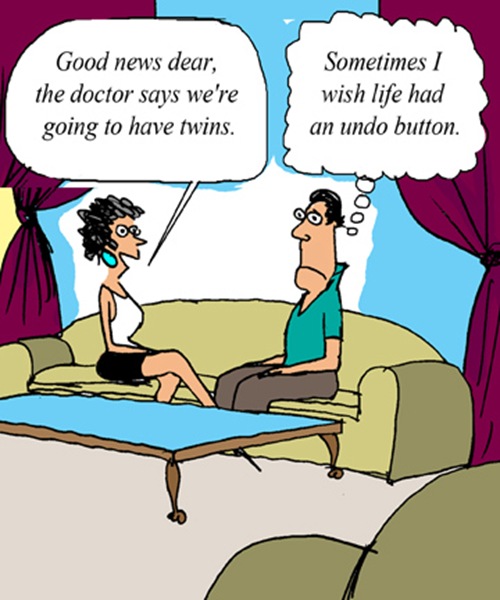 Good news dear,
the doctor says we're
going to have twins.
Sometimes I
wish life had
an undo button.